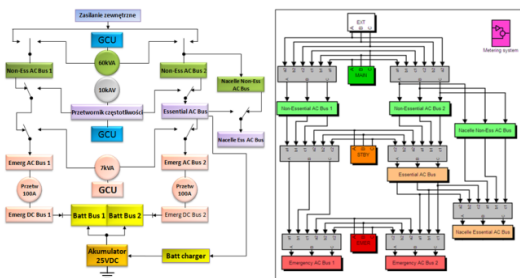 Zasilanie zewnętrzne
GCU
60kVA
Non-Ess AC Bus 1
Non-Ess AC Bus 2
Nacelle Non-Ess
AC Bus
10kAV
Przetwornik częstotliwości
Essential AC Bus
GCU
Nacelle Ess AC Bus
Emerg AC Bus 1
7kVA
Emerg AC Bus 2
Przetw
100A
GCU
Przetw
100A
Emerg DC Bus 1
Batt Bus 1
Batt Bus 2
Emerg DC Bus 2
Akumulator
25VDC
Batt charger
EXT
Metering system
MAIN
Non-Essential AC Bus 1
Non-Essential AC Bus 2
Nacelle Non-Ess AC Bus
STBY
Essential AC Bus
Nacelle Essential AC Bus
Emergency AC Bus 1
Emergency AC Bus 2